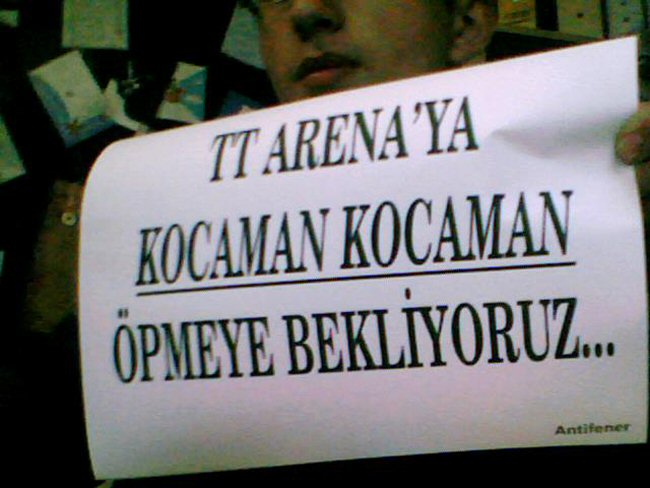 TT ARENA'YA
KOCAMAN KOCAMAN
ÖPMEYE BEKLİYORUZ...
Antifener